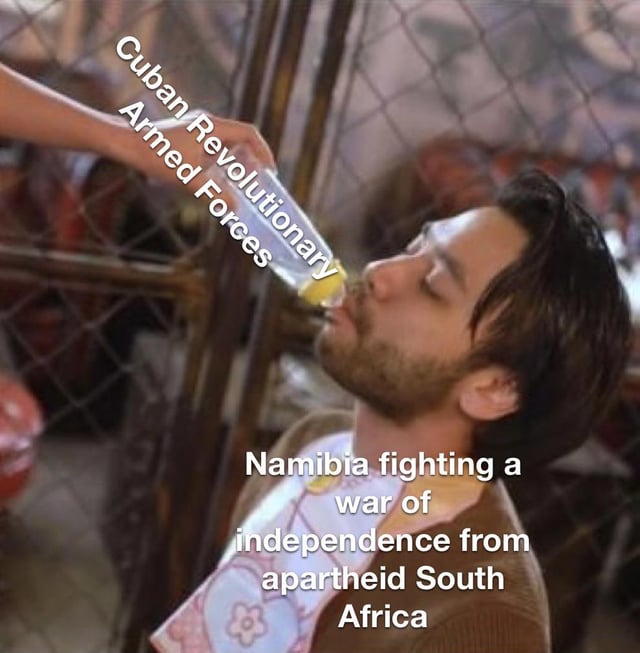 Cuban Revolutionary
Armed Forces
Namibia fighting a
war of
independence from
apartheid South
Africa